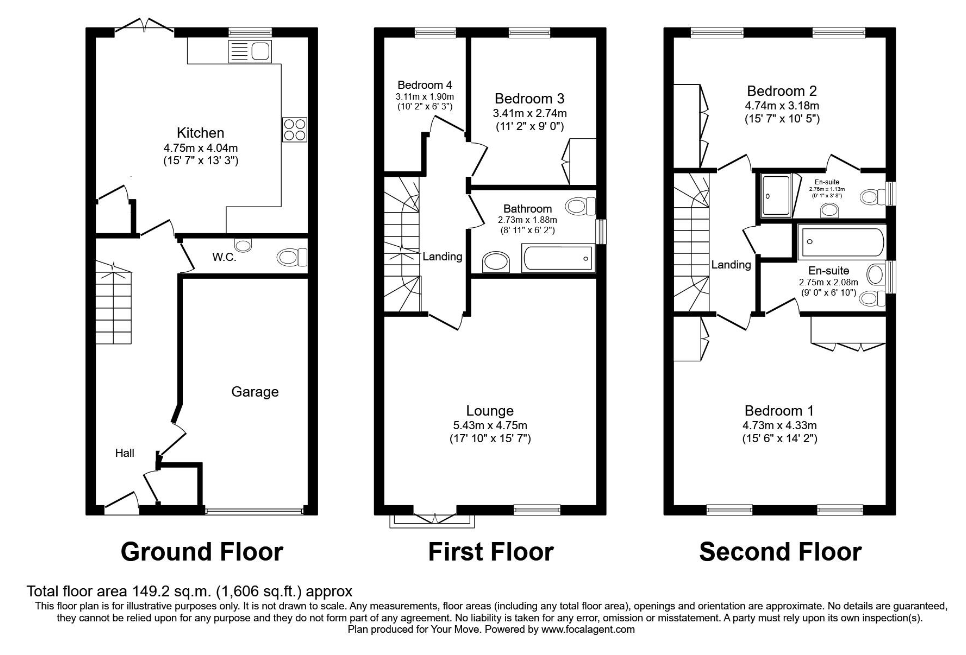 Kitchen
4.75m x 4.04m
(15' 7" x 13' 3")
W.C.
Garage
Hall
Ground Floor
Bedroom 4
3.11m x 1.90m
(10' 2" x 6' 3")
Bedroom 3
3.41m x 2.74m
(11' 2" x 9' 0")
Bathroom
2.73m x 1.88m
(8' 11" x 6' 2")
Landing
Lounge
5.43m x 4.75m
(17' 10" x 15' 7")
First Floor
Bedroom 2
4.74m x 3.18m
(15' 7" x 10' 5")
En-suite
Landing
En-suite
2.75m x 2.08m
(9' 0" x 6' 10")
Bedroom 1
4.73m x 4.33m
(15' 6" x 14' 2")
Second Floor
Total floor area 149.2 sq.m. (1,606 sq.ft.) approx
This floor plan is for illustrative purposes only. It is not drawn to scale. Any measurements, floor areas (including any total floor area), openings and orientation are approximate. No details are guaranteed,
they cannot be relied upon for any purpose and they do not form part of any agreement. No liability is taken for any error, omission or misstatement. A party must rely upon its own inspection(s).
Plan produced for Your Move. Powered by www.focalagent.com